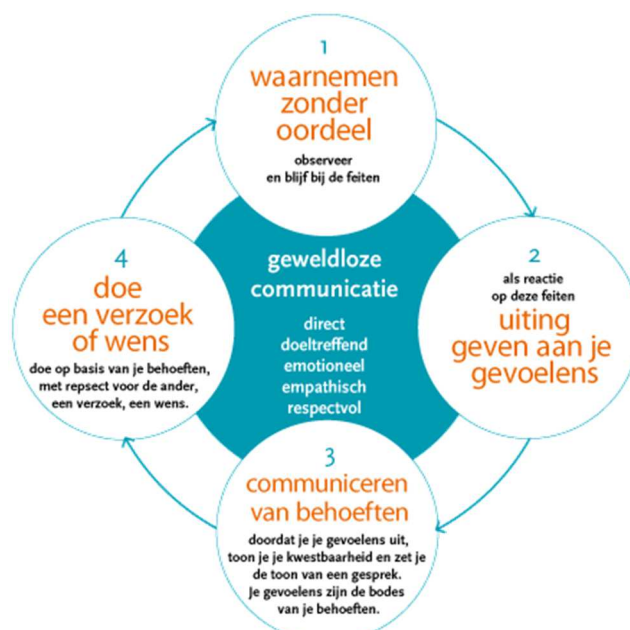 1
waarnemen
zonder
oordeel
observeer
en blijf bij de feiten
geweldloze
communicatie
direct
doeltreffend
emotioneel
empathisch
respectvol
2
als reactie
op deze feiten
uiting
geven aan je
gevoelens
3
communiceren
van behoeften
doordat je je gevoelens uit,
toon je je kwestbaarheid en zet je
de toon van een gesprek.
Je gevoelens zijn de bodes
van je behoeften.
4
doe
een verzoek
of wens
doe op basis van je behoeften,
met repsect voor de ander,
een verzoek, een wens.